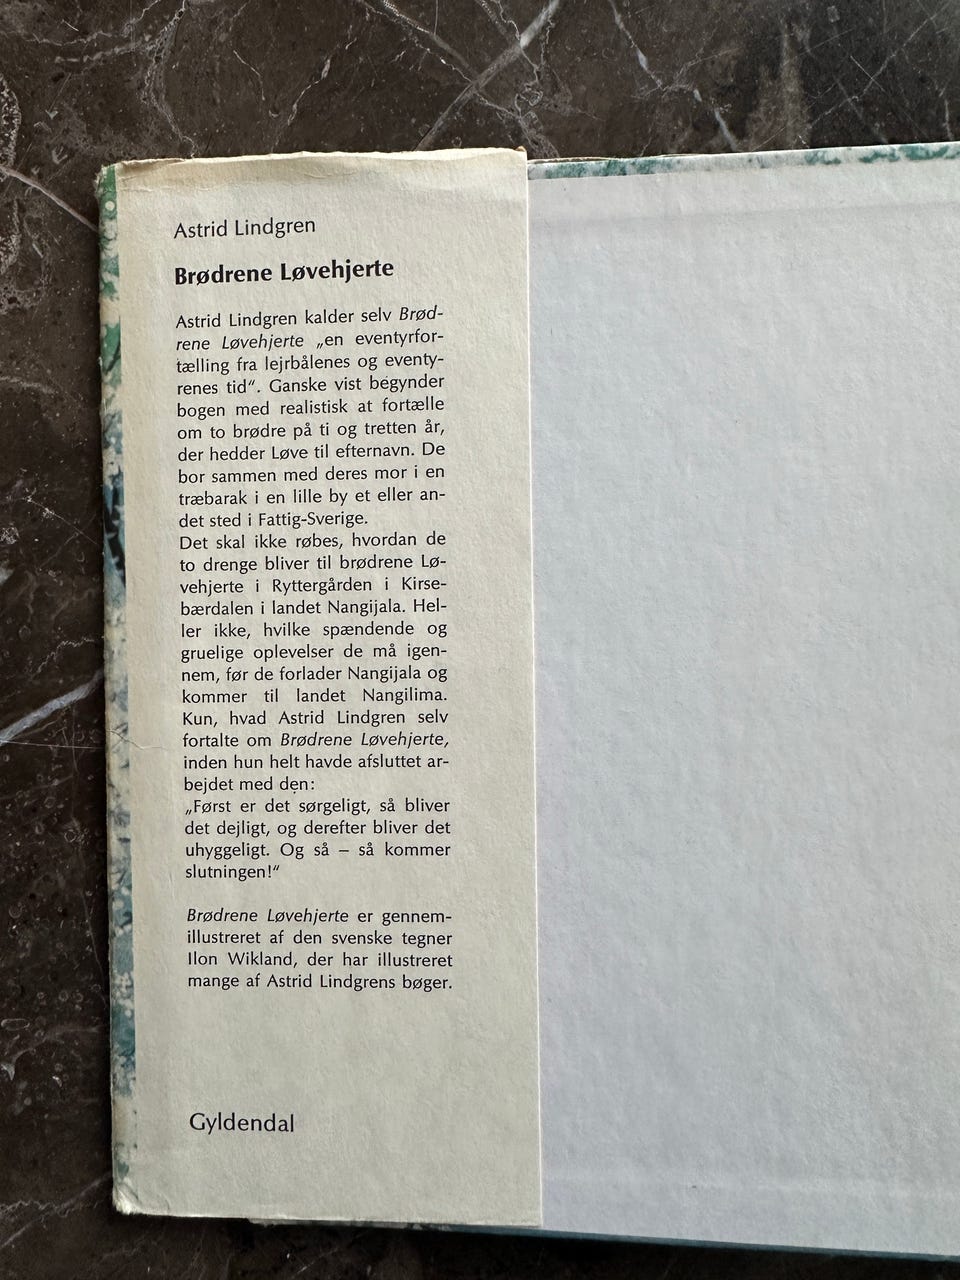 Astrid Lindgren
Brødrene Løvehjerte
Astrid Lindgren kalder selv Brød-
rene Løvehjerte „en eventyrfor-
tælling fra lejrbålenes og eventy-
renes tid“. Ganske vist begynder
bogen med realistisk at fortælle
om to brødre på ti og tretten år,
der hedder Løve til efternavn. De
bor sammen med deres mor i en
træbarak i en lille by et eller an-
det sted i Fattig-Sverige.
Det skal ikke røbes, hvordan de
to drenge bliver til brødrene Lø-
vehjerte i Ryttergården i Kirse-
bærdalen i landet Nangijala. Hel-
ler ikke, hvilke spændende og
gruelige oplevelser de må igen-
nem, før de forlader Nangijala og
kommer til landet Nangilima.
Kun, hvad Astrid Lindgren selv
fortalte om Brødrene Løvehjerte,
inden hun helt havde afsluttet ar-
bejdet med den:
„Først er det sørgeligt, så bliver
det dejligt, og derefter bliver det
uhyggeligt. Og så – så kommer
slutningen!“
Brødrene Løvehjerte er gennem-
illustreret af den svenske tegner
Ilon Wikland, der har illustreret
mange af Astrid Lindgrens bøger.
Gyldendal